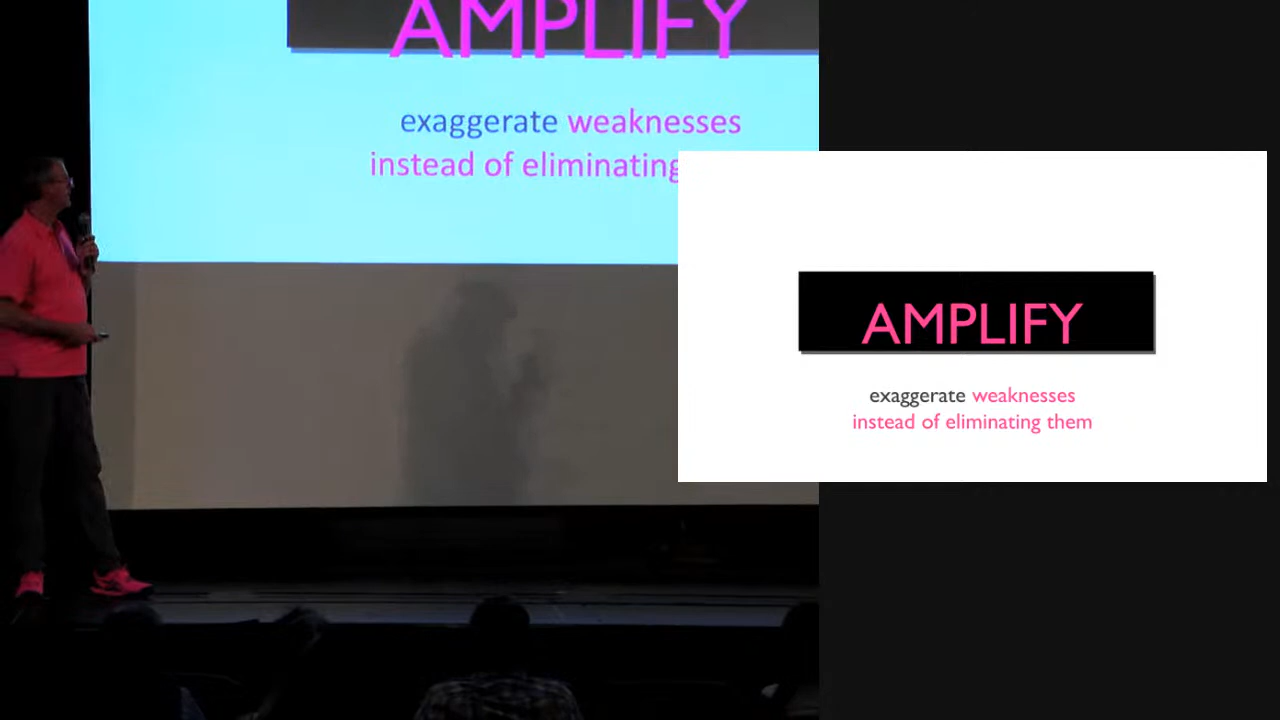 AMPLIFY
exaggerate weaknesses
instead of eliminating
AMPLIFY
exaggerate weaknesses
instead of eliminating them